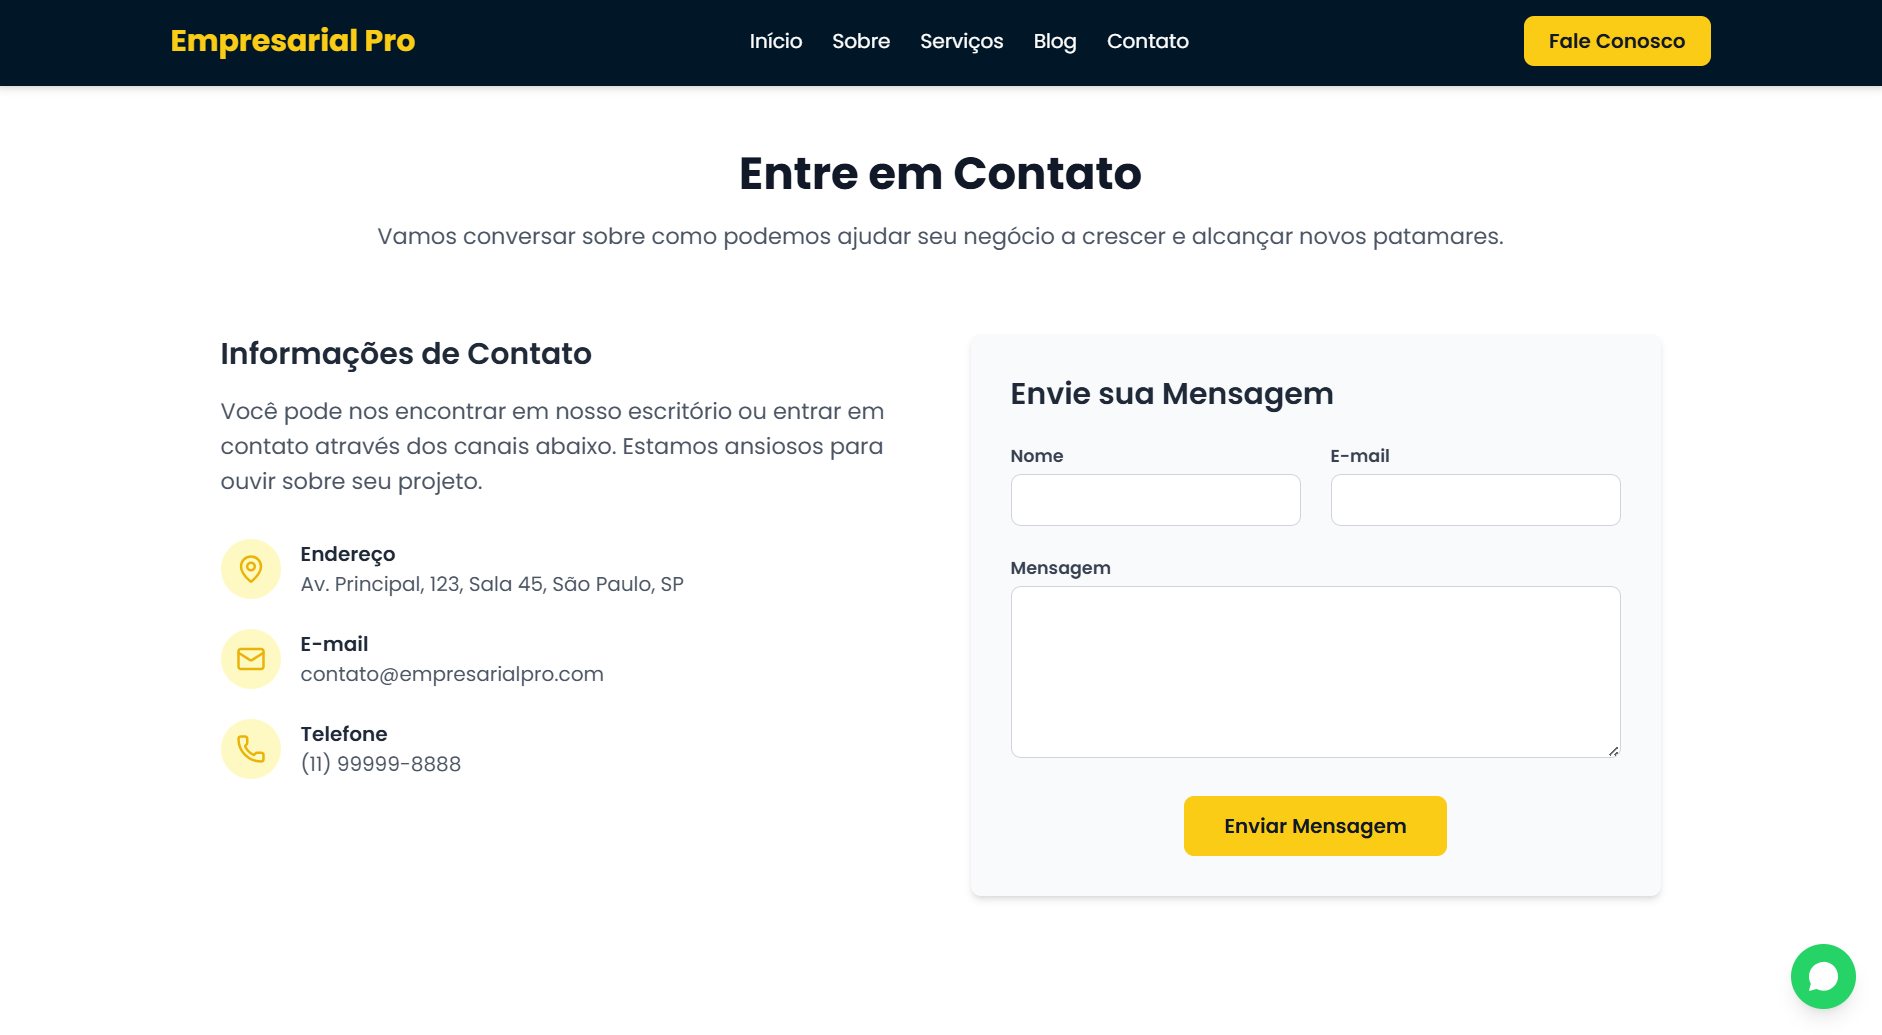 Empresarial Pro
Início Sobre Serviços Blog Contato
Fale Conosco
Entre em Contato
Vamos conversar sobre como podemos ajudar seu negócio a crescer e alcançar novos patamares.
Informações de Contato
Você pode nos encontrar em nosso escritório ou entrar em
contato através dos canais abaixo. Estamos ansiosos para
ouvir sobre seu projeto.
Endereço
Av. Principal, 123, Sala 45, São Paulo, SP
E-mail
contato@empresarialpro.com
Telefone
(11) 99999-8888
Envie sua Mensagem
Nome
E-mail
Mensagem
Enviar Mensagem